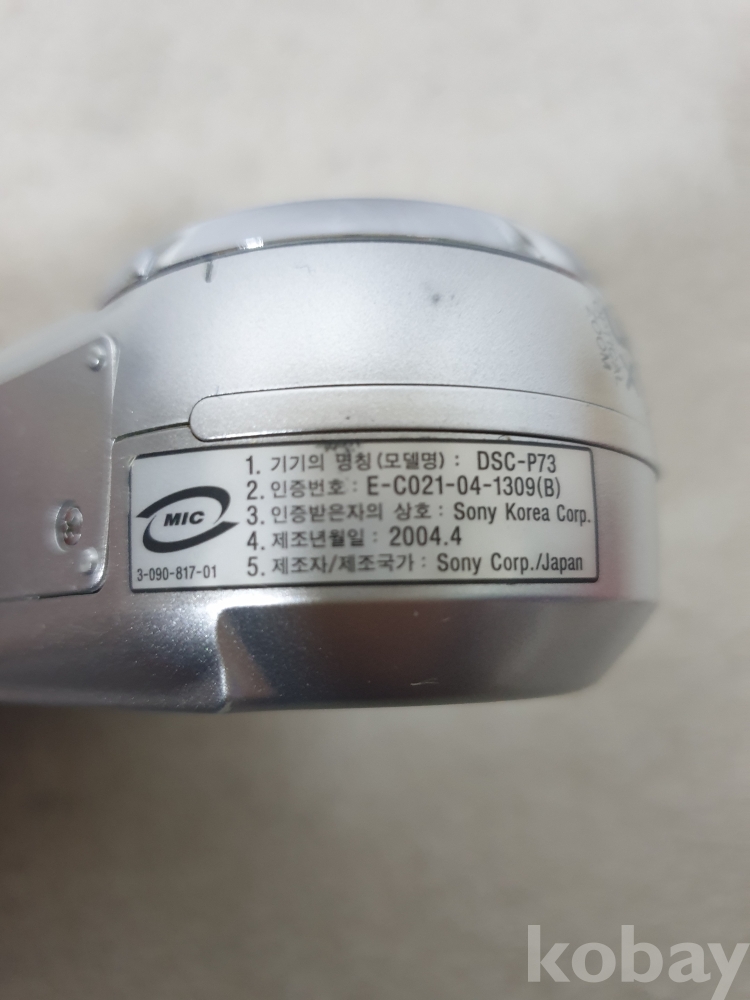 1. 기기의 명칭(모델명) : DSC-P73
2. 인증번호 : E-C021-04-1309(B)
MIC
3. 인증받은자의 상호 : Sony Korea Corp.
4. 제조년월일 : 2004.4
3-090-817-01
5. 제조자/제조국가 : Sony Corp./Japan
kobay